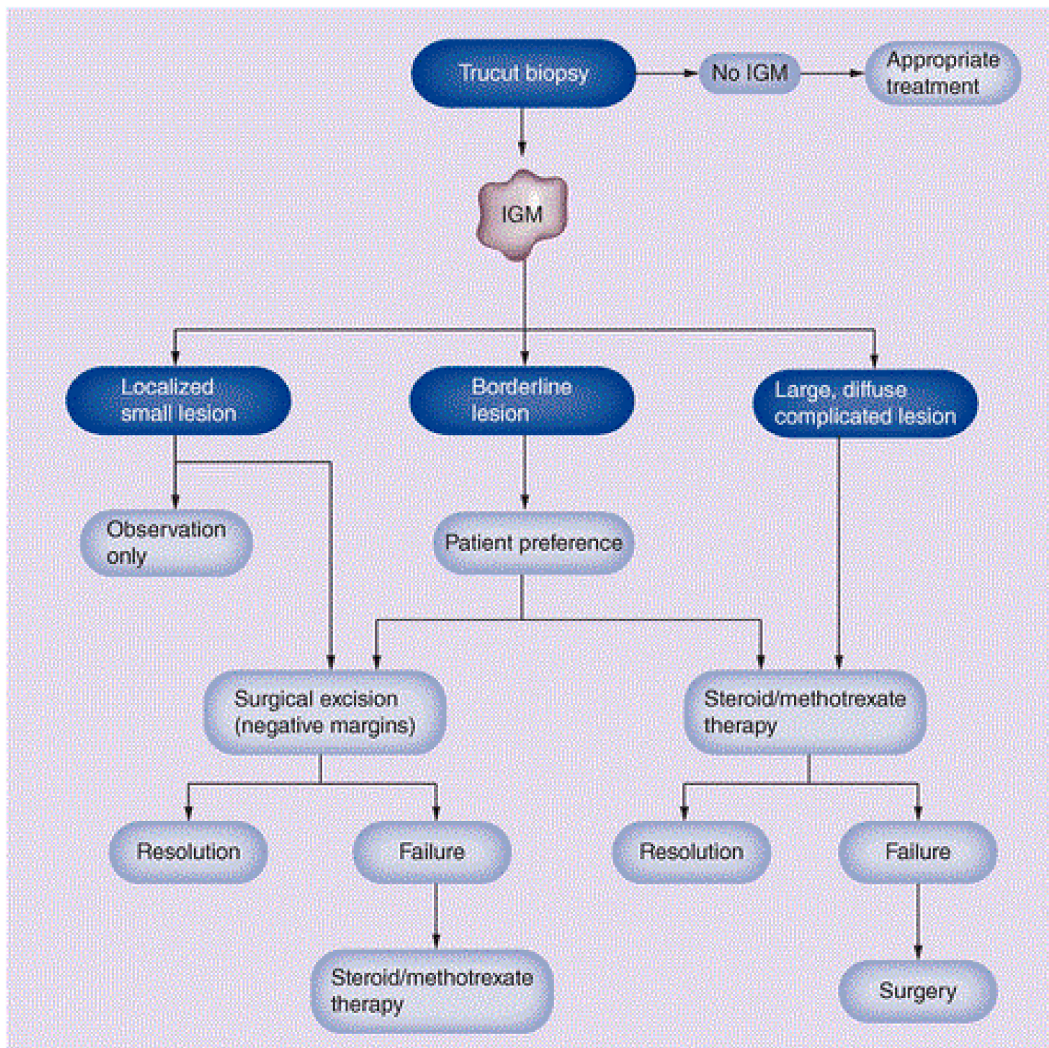 Trucut biopsy
No IGM
Appropriate
treatment
IGM
Localized
small lesion
Borderline
lesion
Large, diffuse
complicated lesion
Observation
only
Patient preference
Surgical excision
(negative margins)
Steroid/methotrexate
therapy
Resolution
Failure
Resolution
Failure
Steroid/methotrexate
therapy
Surgery